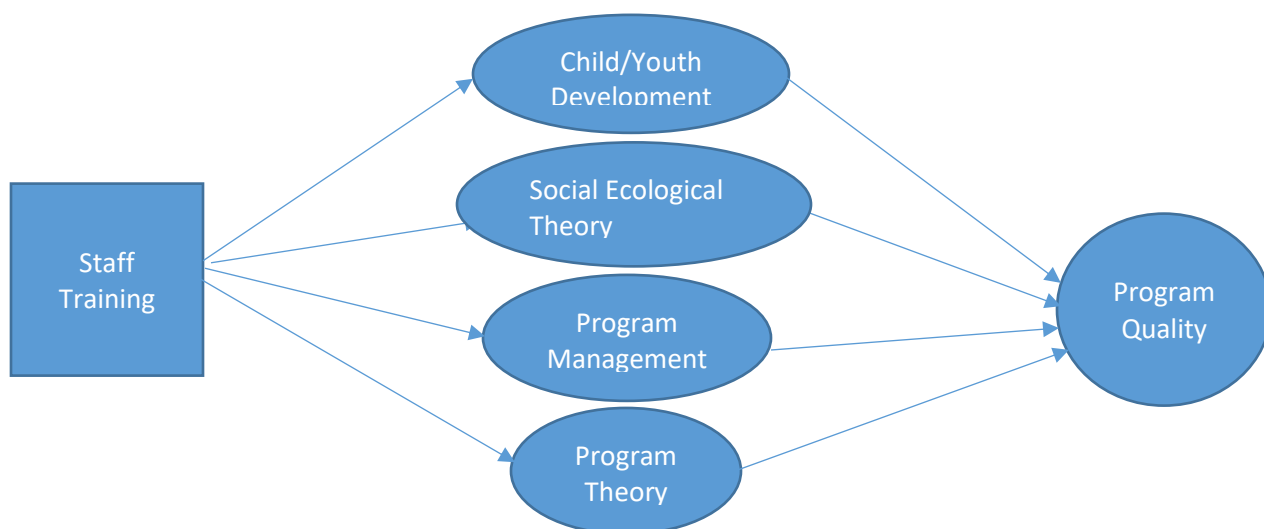 Child/Youth
Development
Social Ecological
Theory
Staff
Training
Program
Quality
Program
Management
Program
Theory